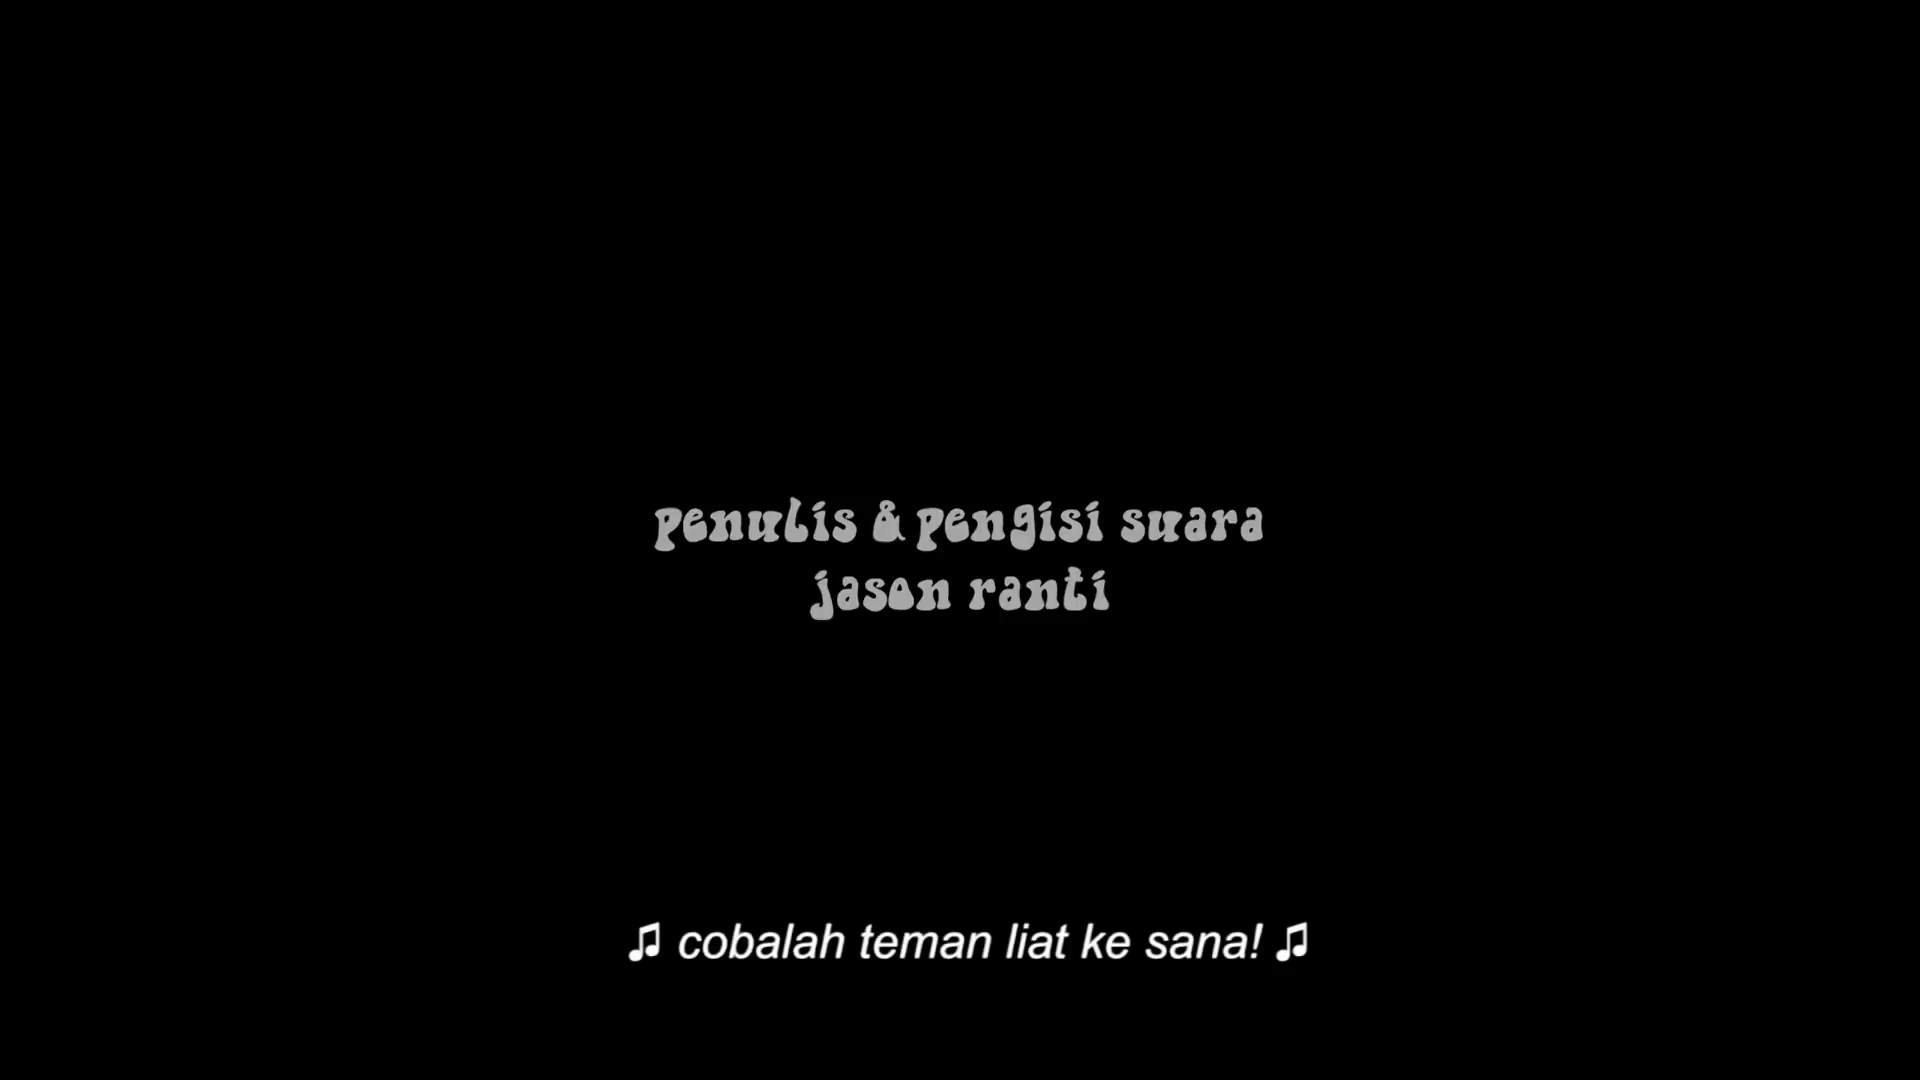 penulis & pengisi suara
jason ranti
♫ cobalah teman liat ke sana! ♫